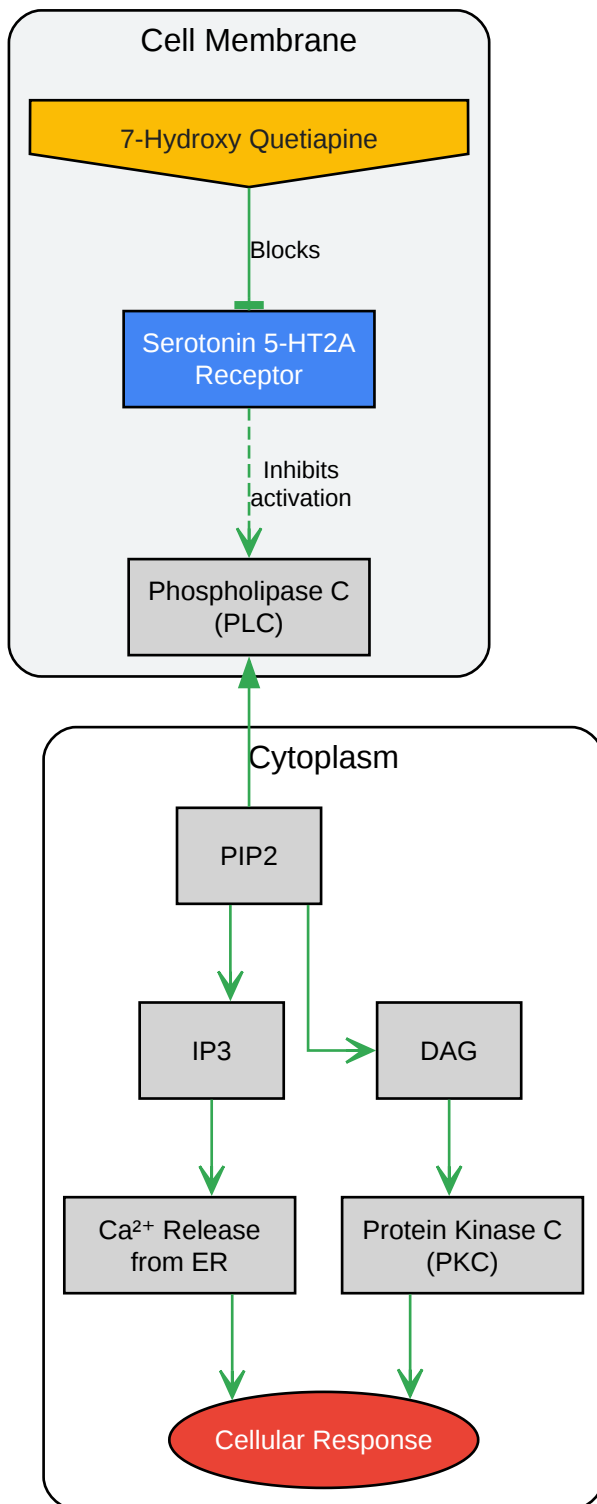 Cell Membrane
7-Hydroxy Quetiapine
Blocks
Serotonin 5-HT2A
Receptor
Inhibits
activation
Phospholipase C
(PLC)
Cytoplasm
PIP2
IP3
DAG
Ca²⁺ Release
from ER
Protein Kinase C
(PKC)
Cellular Response